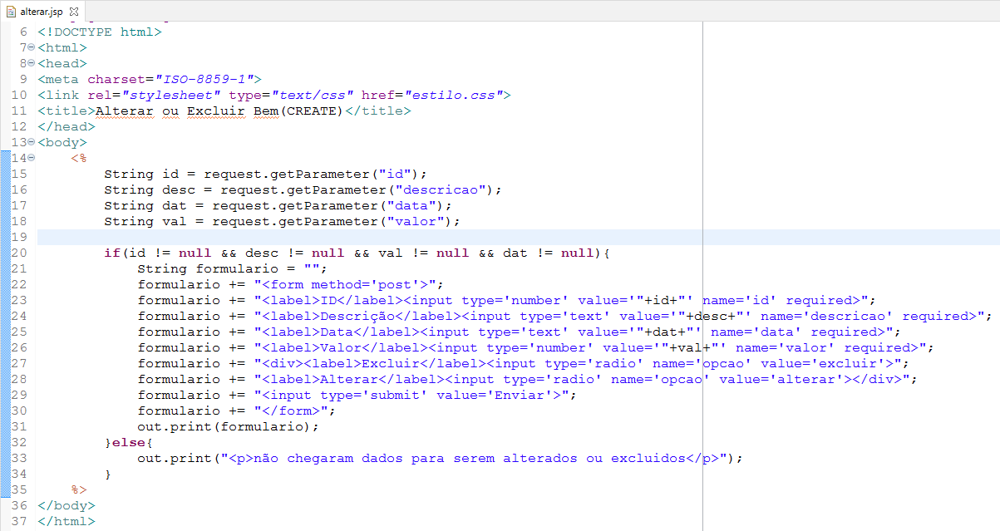 alterar.jsp
6 <!DOCTYPE html>
7 <html>
8 <head>
9 <meta charset="ISO-8859-1">
10 <link rel="stylesheet" type="text/css" href="estilo.css">
11 <title>Alterar ou Excluir Bem(CREATE)</title>
12 </head>
13 <body>
14     <%
15         String id = request.getParameter("id");
16         String desc = request.getParameter("descricao");
17         String dat = request.getParameter("data");
18         String val = request.getParameter("valor");
19
20         if(id != null && desc != null && val != null && dat != null){
21             String formulario = "";
22             formulario += "<form method='post'>";
23             formulario += "<label>ID</label><input type='number' value='"+id+"' name='id' required>";
24             formulario += "<label>Descrição</label><input type='text' value='"+desc+"' name='descricao' required>";
25             formulario += "<label>Data</label><input type='text' value='"+dat+"' name='data' required>";
26             formulario += "<label>Valor</label><input type='number' value='"+val+"' name='valor' required>";
27             formulario += "<div><label>Excluir</label><input type='radio' name='opcao' value='excluir'>";
28             formulario += "<label>Alterar</label><input type='radio' name='opcao' value='alterar'></div>";
29             formulario += "<input type='submit' value='Enviar'>";
30             formulario += "</form>";
31             out.print(formulario);
32         }else{
33             out.print("<p>não chegaram dados para serem alterados ou excluidos</p>");
34         }
35     %>
36 </body>
37 </html>